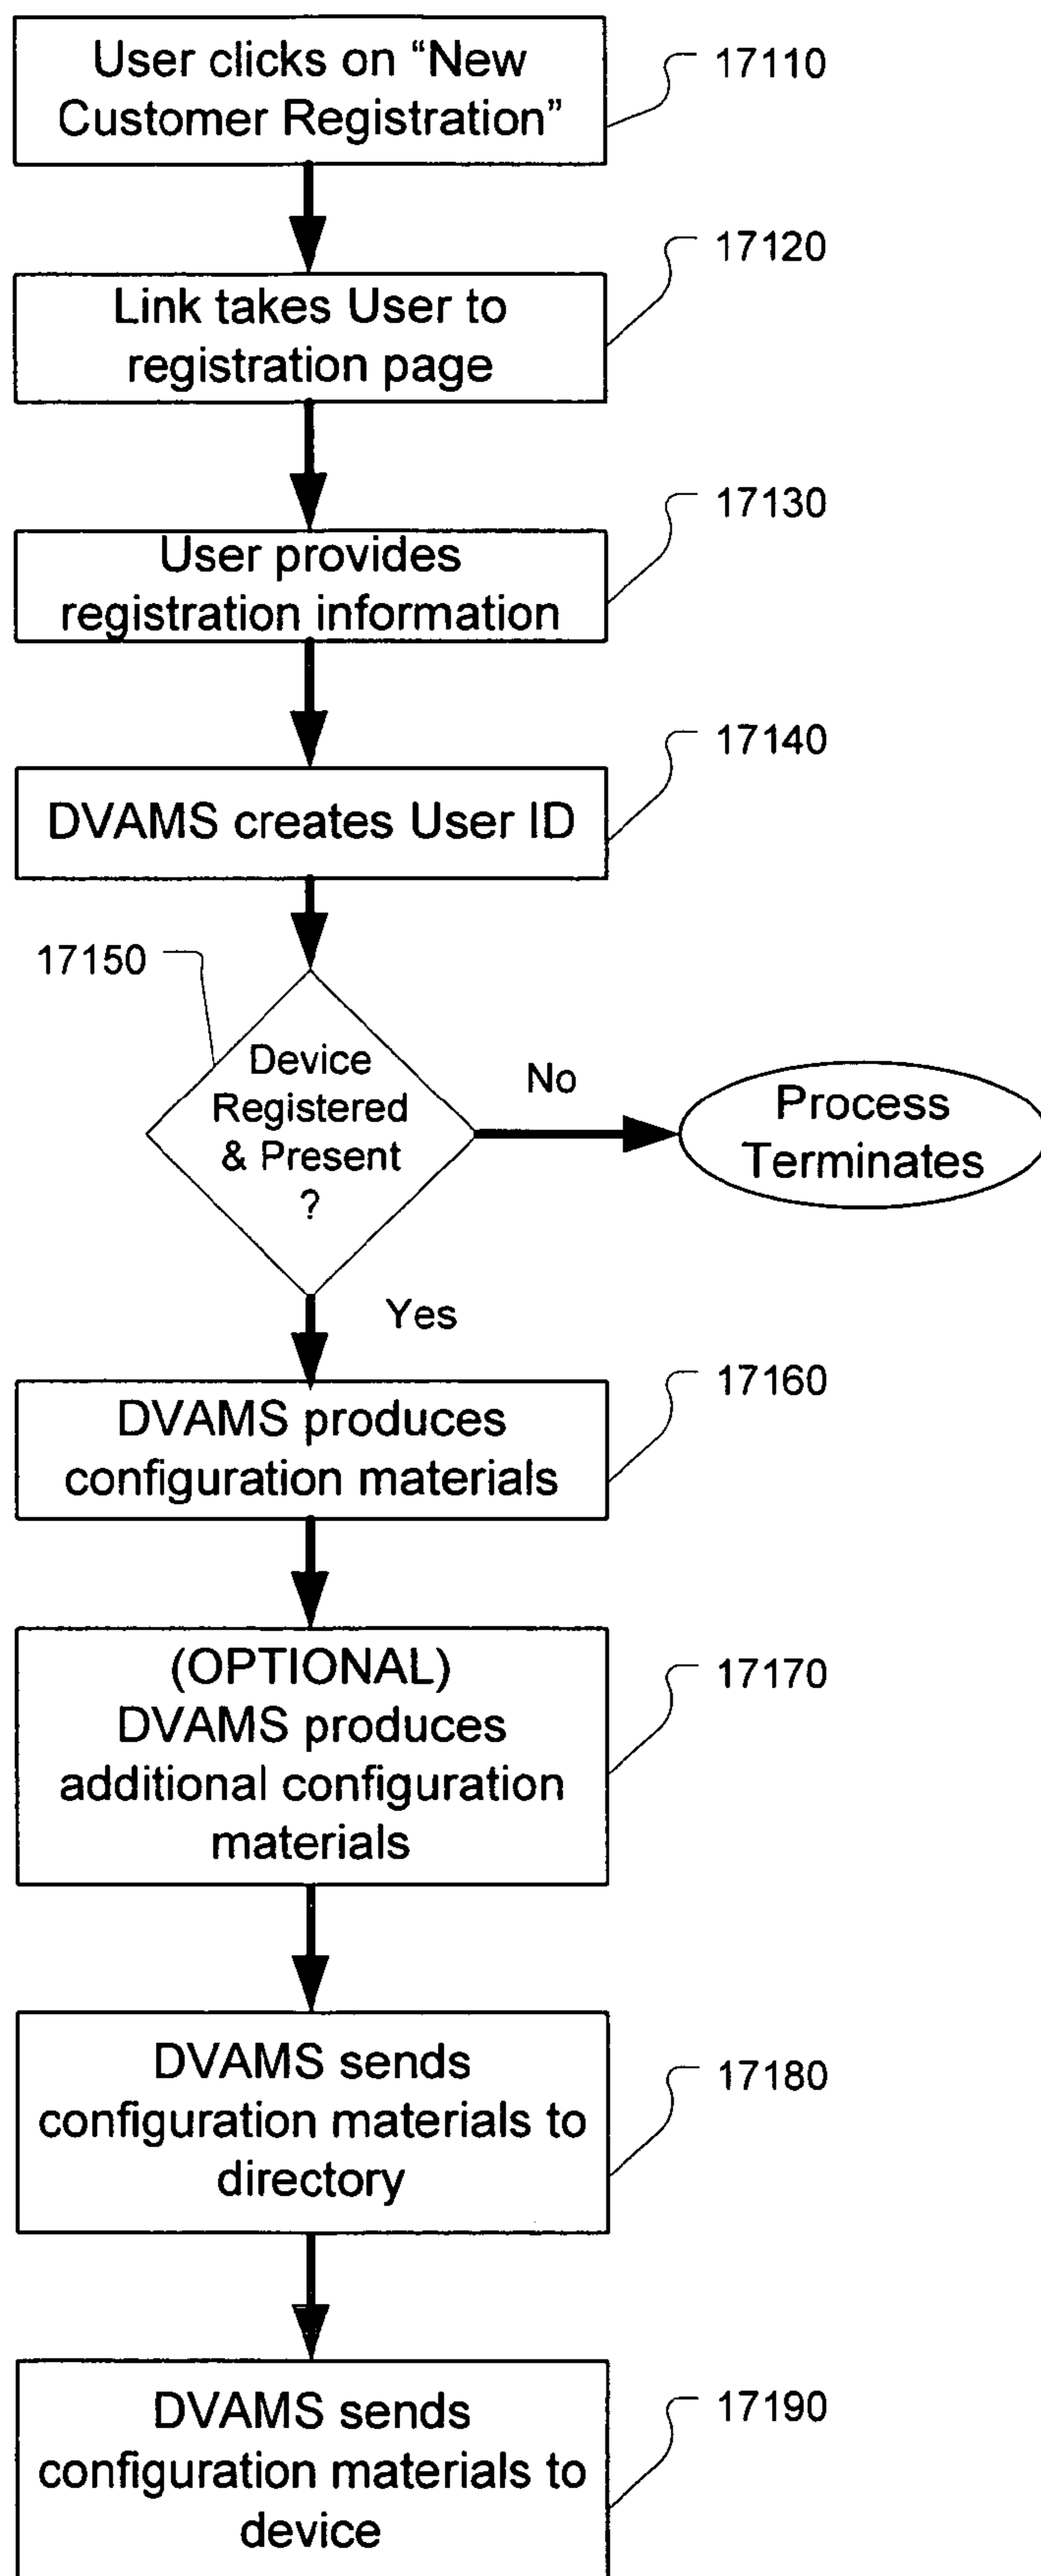 User clicks on “New
Customer Registration”
17110
Link takes User to
registration page
17120
User provides
registration information
17130
DVAMS creates User ID
17140
17150
Device
Registered
& Present
?
No
Process
Terminates
Yes
DVAMS produces
configuration materials
17160
(OPTIONAL)
DVAMS produces
additional configuration
materials
17170
DVAMS sends
configuration materials to
directory
17180
DVAMS sends
configuration materials to
device
17190